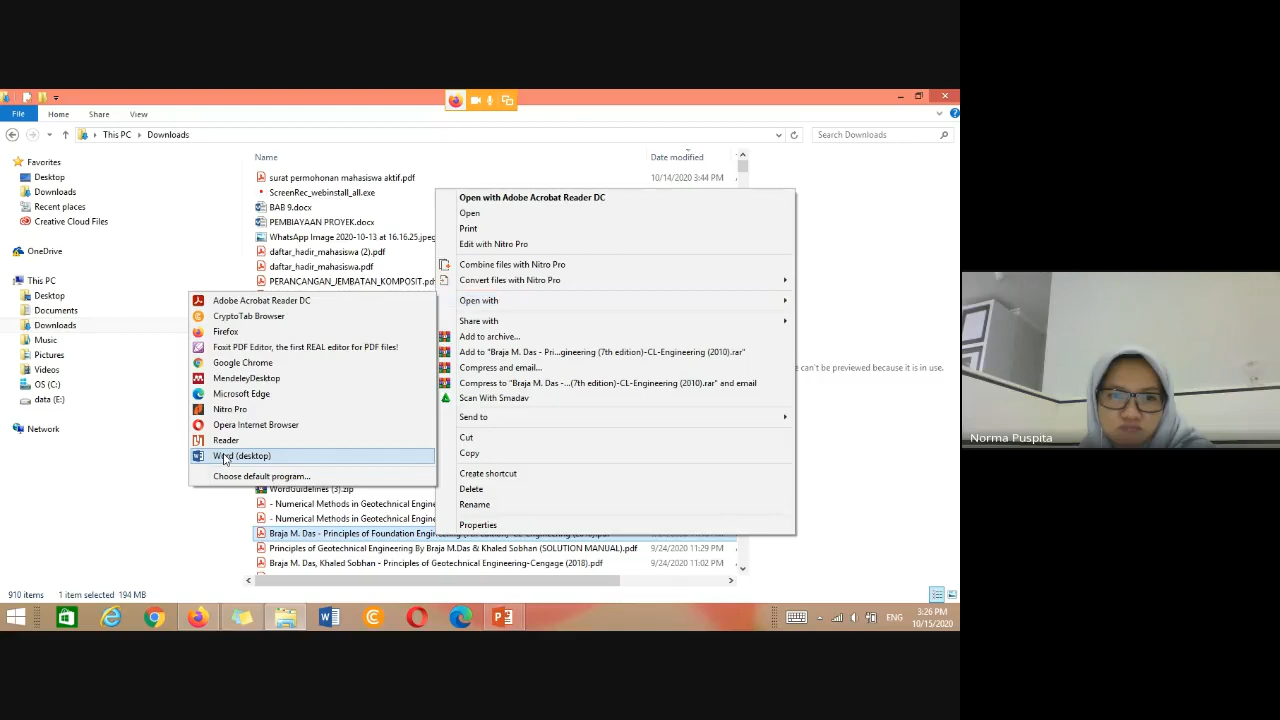 File Home Share View
This PC Downloads
Search Downloads
Favorites
Desktop
Downloads
Recent places
Creative Cloud Files
OneDrive
This PC
Desktop
Documents
Downloads
Music
Pictures
Videos
OS (C:)
data (E:)
Network
Name Date modified
surat permohonan mahasiswa aktif.pdf 10/14/2020 3:44 PM
ScreenRec_webinstall_all.exe
BAB 9.docx
PEMBIAYAAN PROYEK.docx
WhatsApp Image 2020-10-13 at 16.16.25.jpeg
daftar_hadir_mahasiswa (2).pdf
daftar_hadir_mahasiswa.pdf
PERANCANGAN_JEMBATAN_KOMPOSIT.pdf
Adobe Acrobat Reader DC
CryptoTab Browser
Firefox
Foxit PDF Editor, the first REAL editor for PDF files!
Google Chrome
MendeleyDesktop
Microsoft Edge
Nitro Pro
Opera Internet Browser
Reader
Word (desktop)
Choose default program...
Open with Adobe Acrobat Reader DC
Open
Print
Edit with Nitro Pro
Combine files with Nitro Pro
Convert files with Nitro Pro
Open with
Share with
Add to archive...
Add to "Braja M. Das - Pri...gineering (7th edition)-CL-Engineering (2010).rar"
Compress and email...
Compress to "Braja M. Das -...(7th edition)-CL-Engineering (2010).rar" and email
Scan With Smadav
Send to
Cut
Copy
Create shortcut
Delete
Rename
Properties
can't be previewed because it is in use.
WordGuidelines (3).zip
- Numerical Methods in Geotechnical Engine
- Numerical Methods in Geotechnical Engine
Braja M. Das - Principles of Foundation Engi
Principles of Geotechnical Engineering By Braja M.Das & Khaled Sobhan (SOLUTION MANUAL).pdf 9/24/2020 11:29 PM
Braja M. Das, Khaled Sobhan - Principles of Geotechnical Engineering-Cengage (2018).pdf 9/24/2020 11:02 PM
910 items 1 item selected 194 MB
ENG
3:26 PM
10/15/2020
Norma Puspita